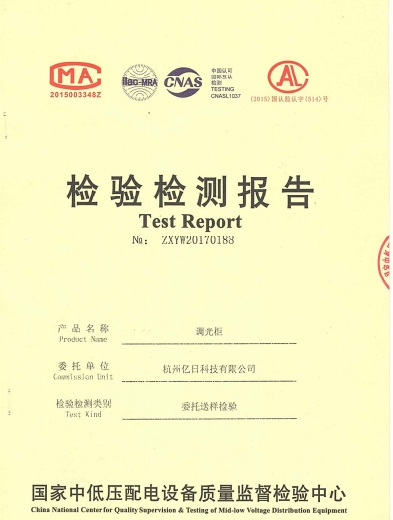 MA
2015003348Z
ilac-MRA
CNAS
中国认可
国际互认
检测
TESTING
CNASL1037
CAL
(2015)国认监认字(514)号
检验检测报告
Test Report
№: ZXYW20170188
产品名称 调光柜
Product Name
委托单位 杭州亿日科技有限公司
Commission Unit
检验检测类别 委托送样检验
Test Kind
国家中低压配电设备质量监督检验中心
China National Center for Quality Supervision & Testing of Mid-low Voltage Distribution Equipment